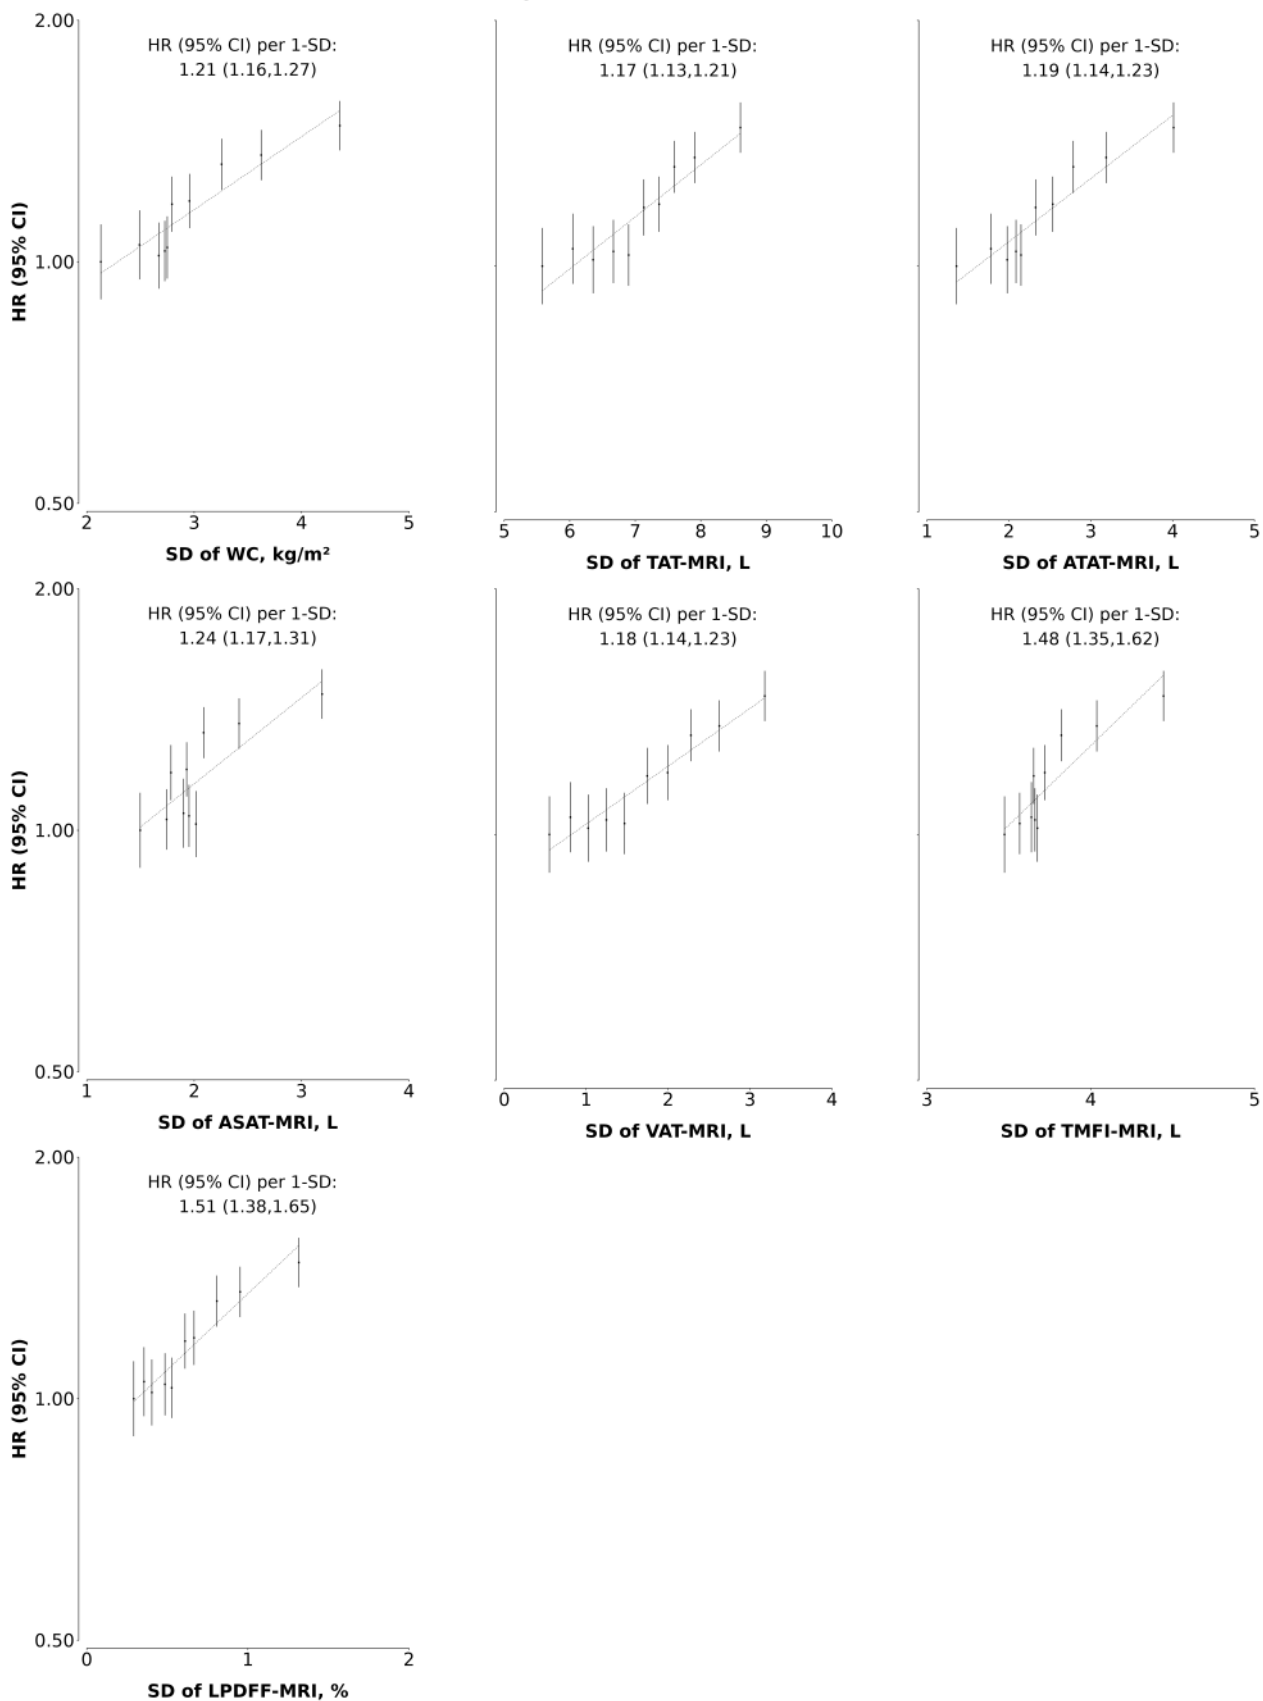 2.00
HR (95% CI) per 1-SD:
1.21 (1.16,1.27)
HR (95% CI) per 1-SD:
1.17 (1.13,1.21)
HR (95% CI) per 1-SD:
1.19 (1.14,1.23)
HR (95% CI)
1.00
0.50
2 3 4 5
5 6 7 8 9 10
1 2 3 4 5
SD of WC, kg/m²
SD of TAT-MRI, L
SD of ATAT-MRI, L
2.00
HR (95% CI) per 1-SD:
1.24 (1.17,1.31)
HR (95% CI) per 1-SD:
1.18 (1.14,1.23)
HR (95% CI) per 1-SD:
1.48 (1.35,1.62)
HR (95% CI)
1.00
0.50
1 2 3 4
0 1 2 3 4
3 4 5
SD of ASAT-MRI, L
SD of VAT-MRI, L
SD of TMFI-MRI, L
2.00
HR (95% CI) per 1-SD:
1.51 (1.38,1.65)
HR (95% CI)
1.00
0.50
0 1 2
SD of LPDFF-MRI, %